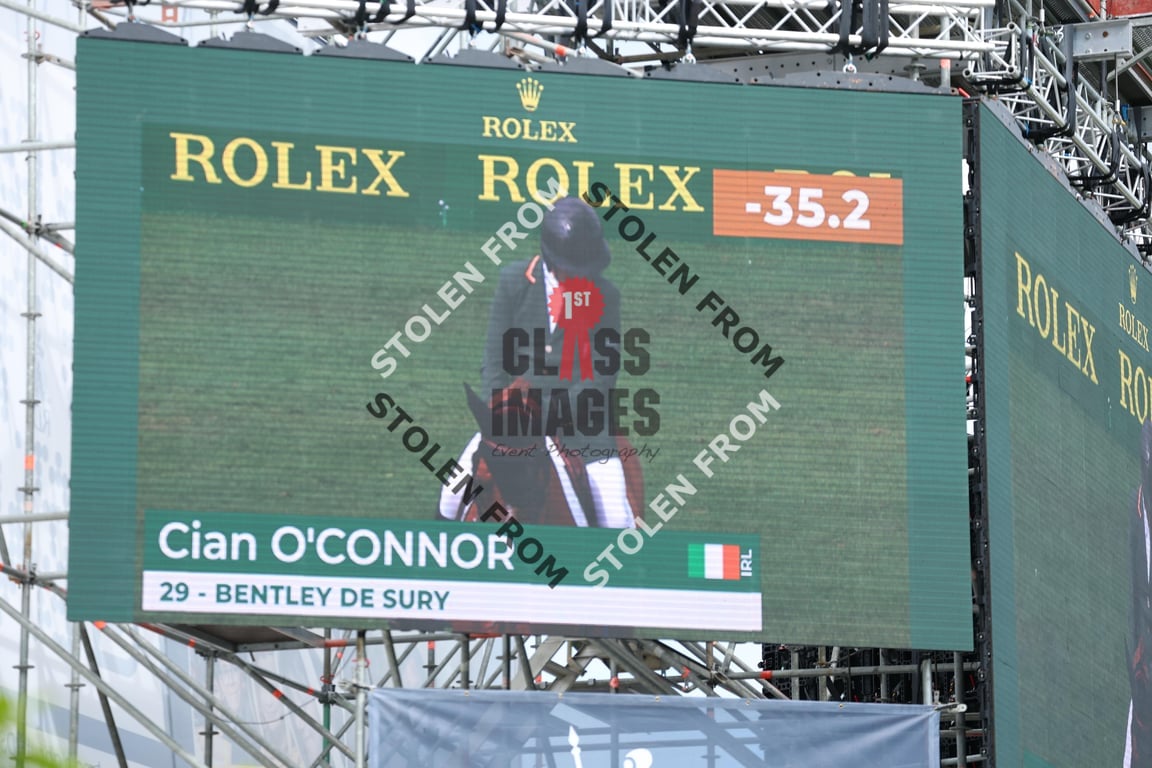 ROLEX
ROLEX ROLEX ROL
-35.2
STOLEN FROM STOLEN FROM
1ST
CLASS
IMAGES
Event Photography
STOLEN FROM STOLEN FROM
Cian O'CONNOR
IRL
29 - BENTLEY DE SURY
ROLEX
ROLEX